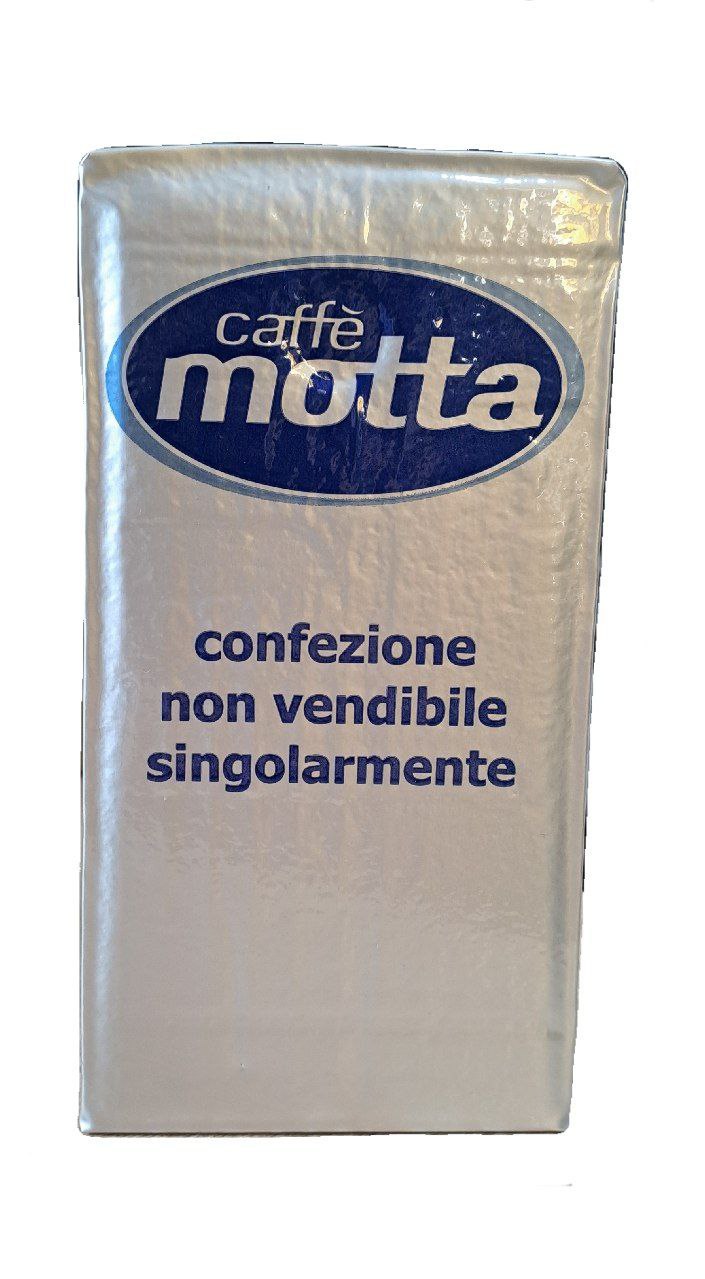 caffè
motta
confezione
non vendibile
singolarmente